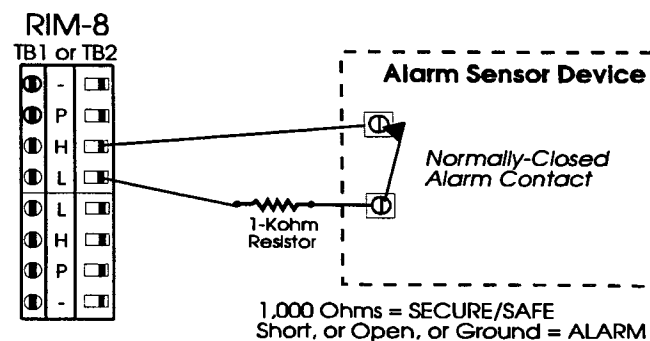 RIM-8
TB1 or TB2
-
P
H
L
L
H
P
-
Alarm Sensor Device
Normally-Closed
Alarm Contact
1-Kohm
Resistor
1,000 Ohms = SECURE/SAFE
Short, or Open, or Ground = ALARM